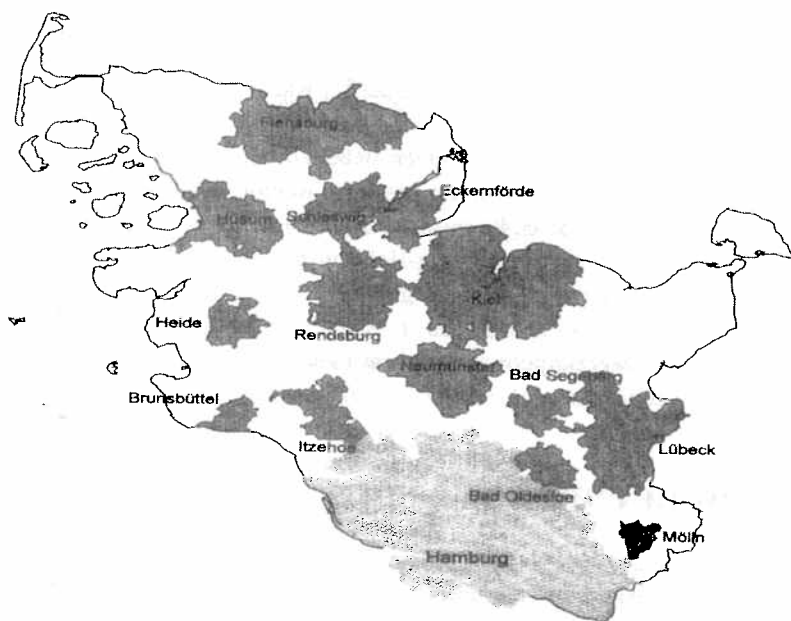 Flensburg
Eckernförde
Husum
Schleswig
Kiel
Heide
Rendsburg
Neumünster
Bad Segeberg
Brunsbüttel
Itzehoe
Lübeck
Bad Oldesloe
Mölln
Hamburg